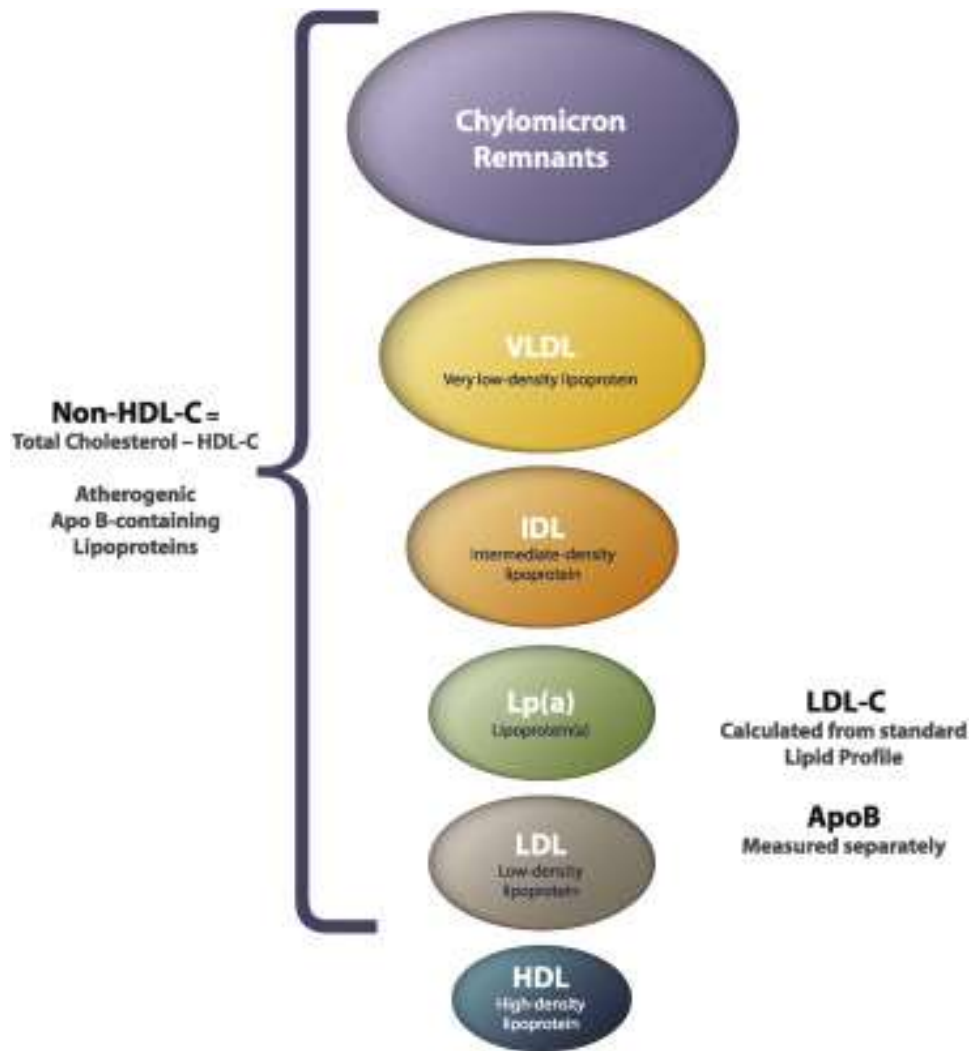 Chylomicron
Remnants
VLDL
Very low-density lipoprotein
Non-HDL-C =
Total Cholesterol – HDL-C
Atherogenic
Apo B-containing
Lipoproteins
IDL
Intermediate-density
lipoprotein
Lp(a)
Lipoprotein(a)
LDL-C
Calculated from standard
Lipid Profile
ApoB
Measured separately
LDL
Low-density
lipoprotein
HDL
High-density
lipoprotein